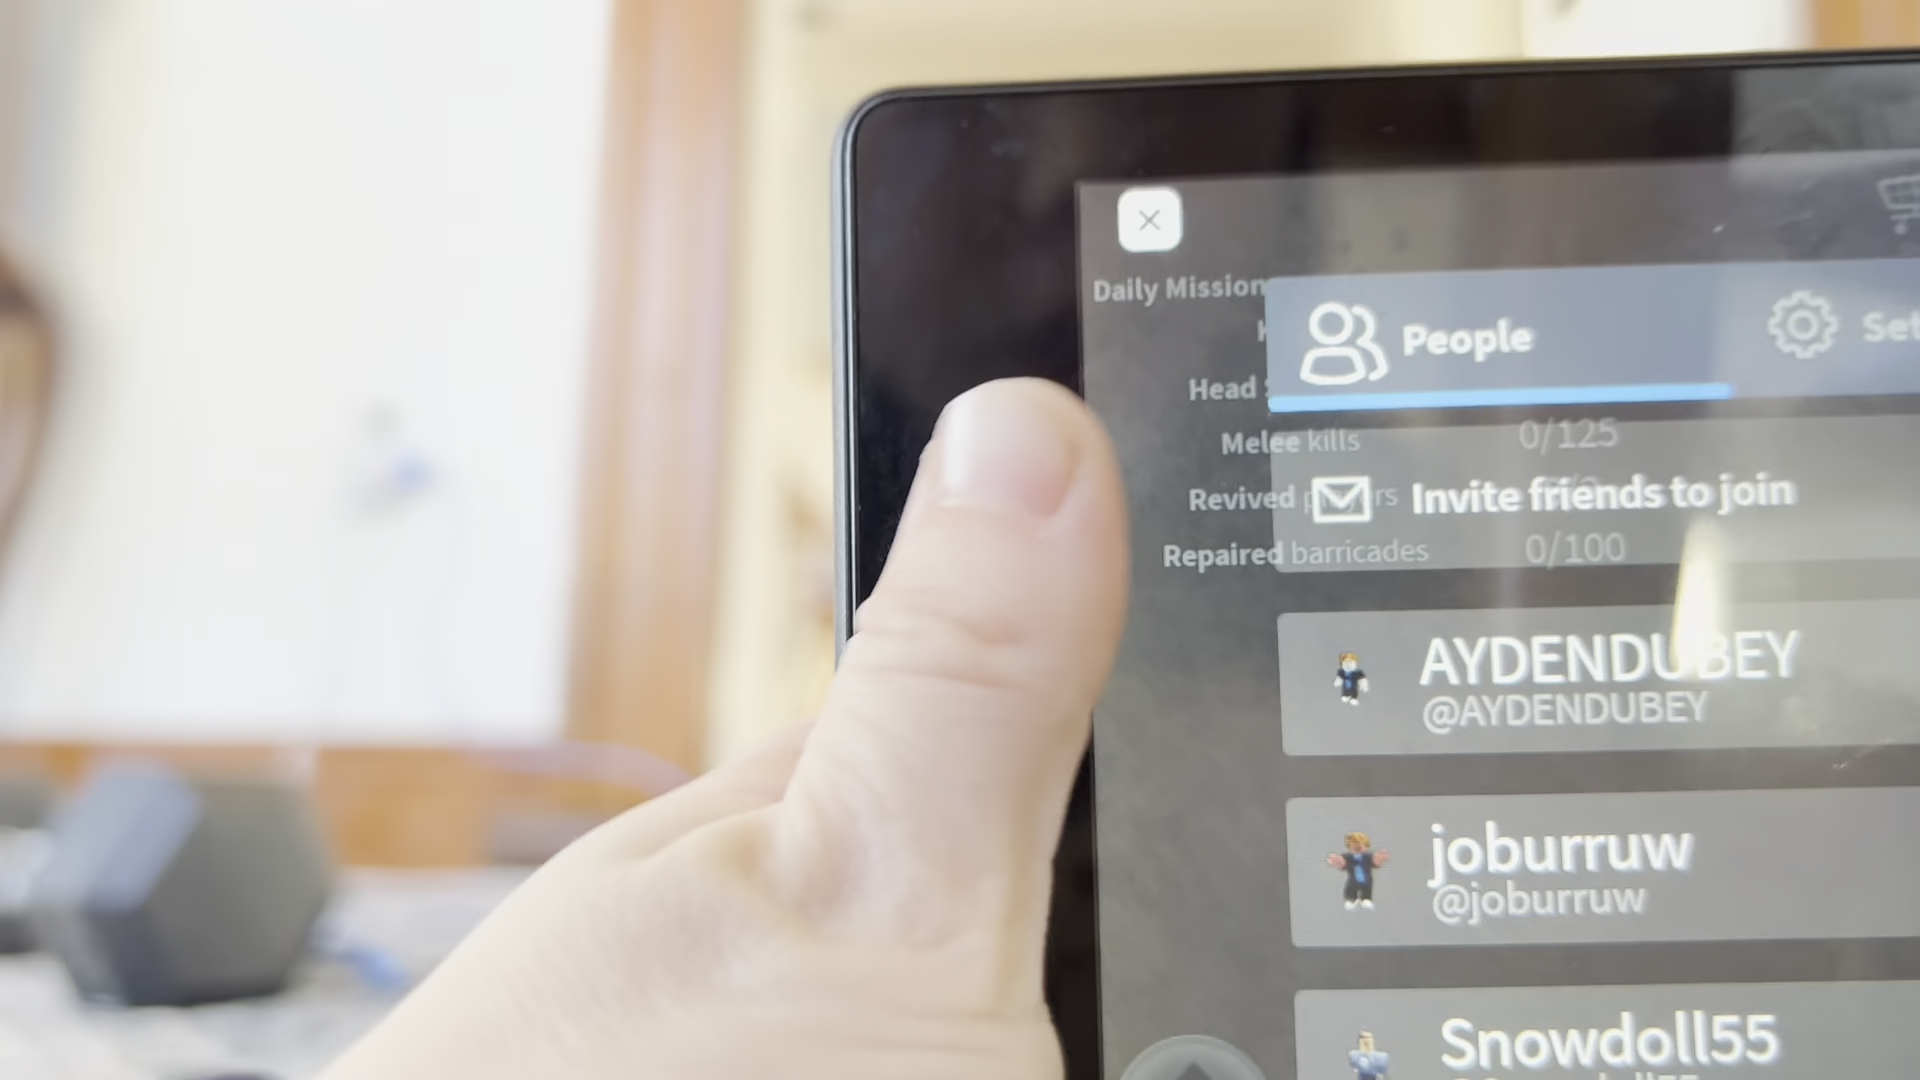 Daily Mission
People
Head
Melee kills
0/125
Revived
Invite friends to join
Repaired barricades
0/100
AYDENDUBEY
@AYDENDUBEY
joburruw
@joburruw
Snowdoll55